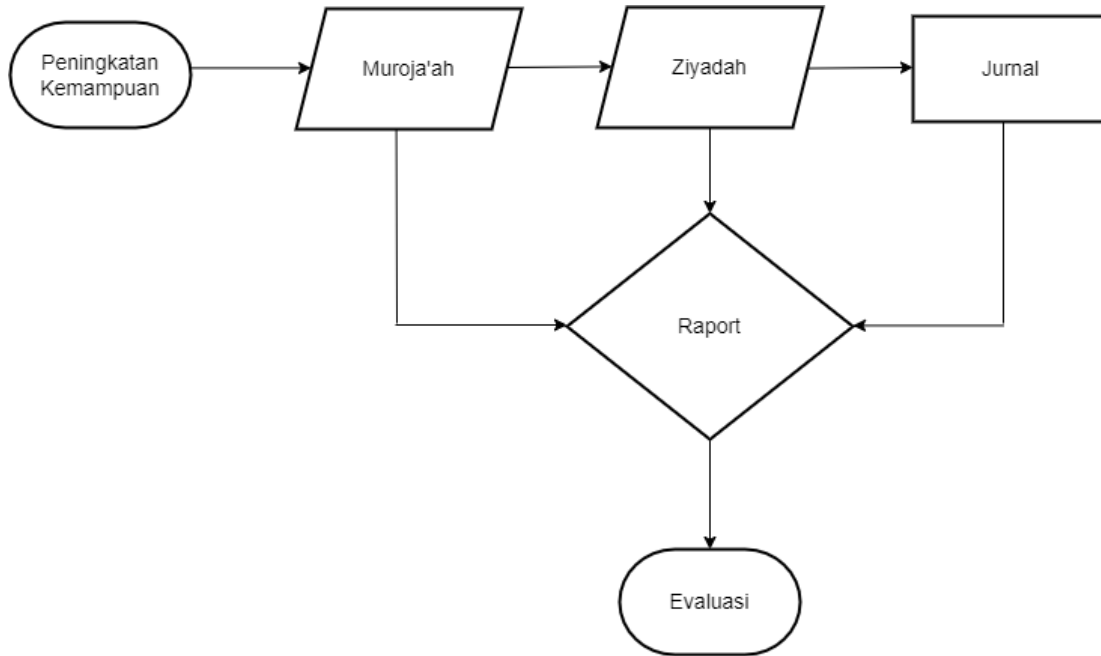 Peningkatan
Kemampuan
Muroja'ah
Ziyadah
Jurnal
Raport
Evaluasi